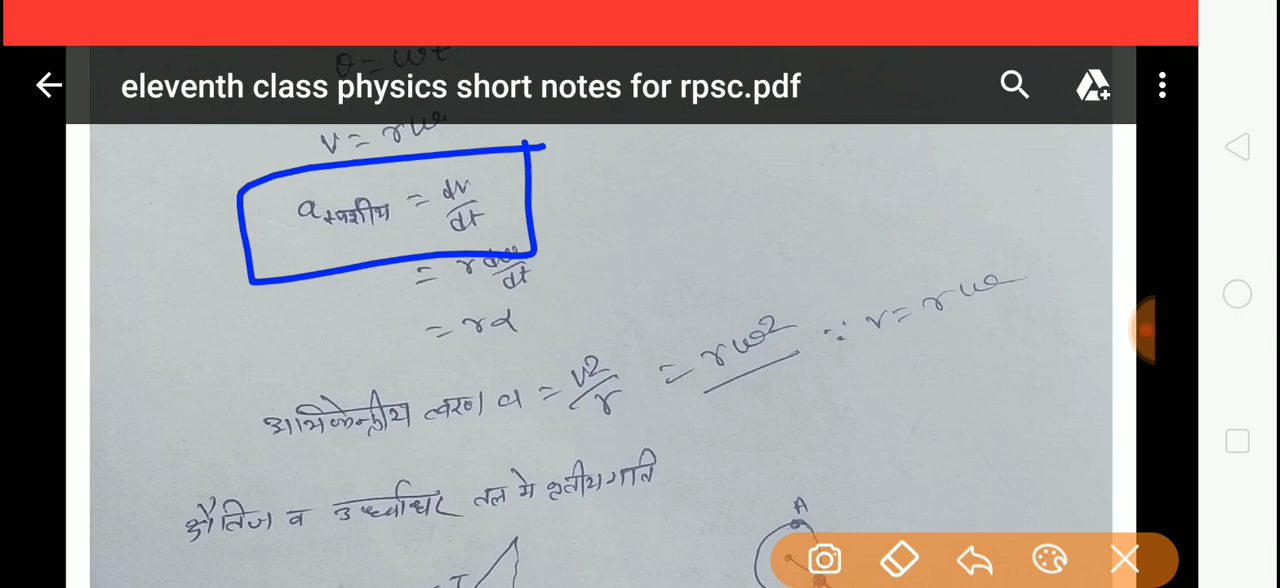 θ = ωt
eleventh class physics short notes for rpsc.pdf
v = rω
a स्पर्शीय = dv/dt
= r dω/dt
= rα
अभिकेन्द्रीय त्वरण a = v²/r = rω² ∵ v = rω
क्षैतिज व उर्ध्वाधर तल मे वृतीय गति
A
T